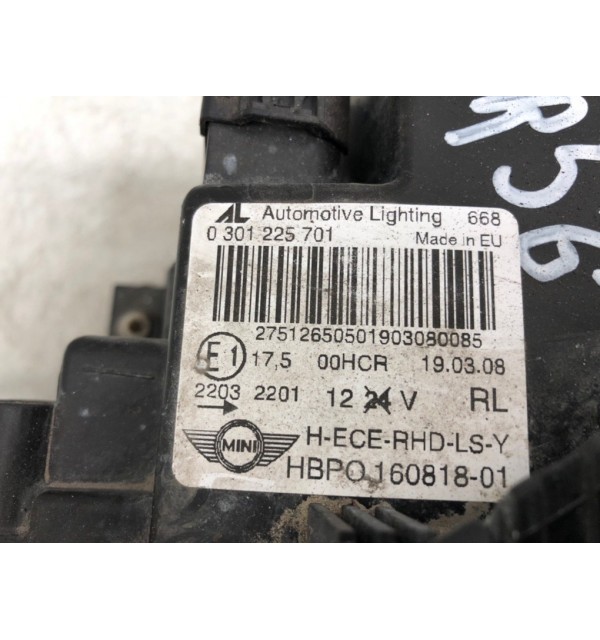 R56
AL Automotive Lighting 668
0 301 225 701 Made in EU
27512650501903080085
E1 17,5 00HCR 19.03.08
2203 2201 12 24 V RL
MINI H-ECE-RHD-LS-Y
HBPO 160818-01